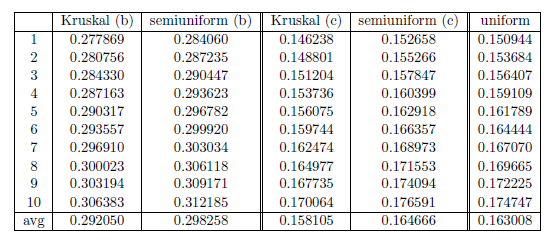 Kruskal (b) semiuniform (b) Kruskal (c) semiuniform (c) uniform
1 0.277869 0.284060 0.146238 0.152658 0.150944
2 0.280756 0.287235 0.148801 0.155266 0.153684
3 0.284330 0.290447 0.151204 0.157847 0.156407
4 0.287163 0.293623 0.153736 0.160399 0.159109
5 0.290317 0.296782 0.156075 0.162918 0.161789
6 0.293557 0.299920 0.159744 0.166357 0.164444
7 0.296910 0.303034 0.162474 0.168973 0.167070
8 0.300023 0.306118 0.164977 0.171553 0.169665
9 0.303194 0.309171 0.167735 0.174094 0.172225
10 0.306383 0.312185 0.170064 0.176591 0.174747
avg 0.292050 0.298258 0.158105 0.164666 0.163008